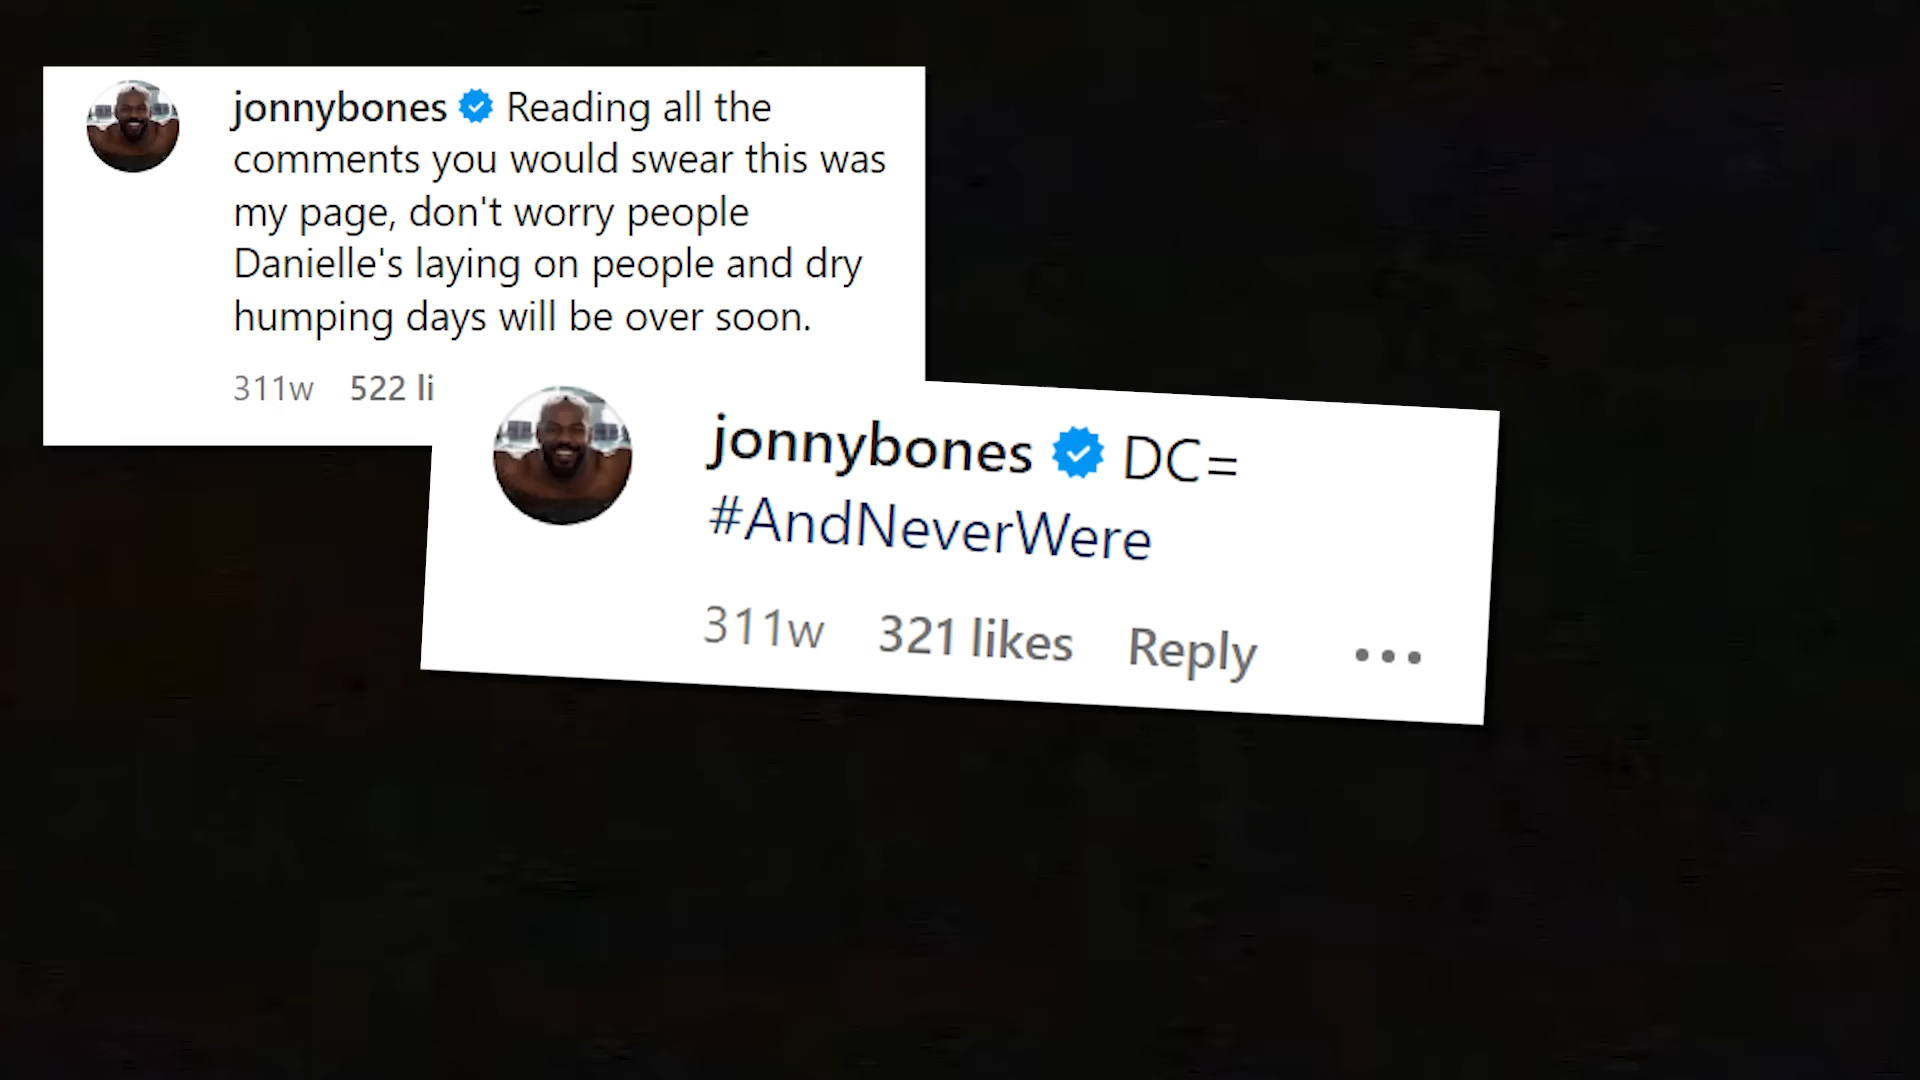 jonnybones Reading all the
comments you would swear this was
my page, don't worry people
Danielle's laying on people and dry
humping days will be over soon.
311w 522 li
jonnybones DC=
#AndNeverWere
311w 321 likes Reply •••